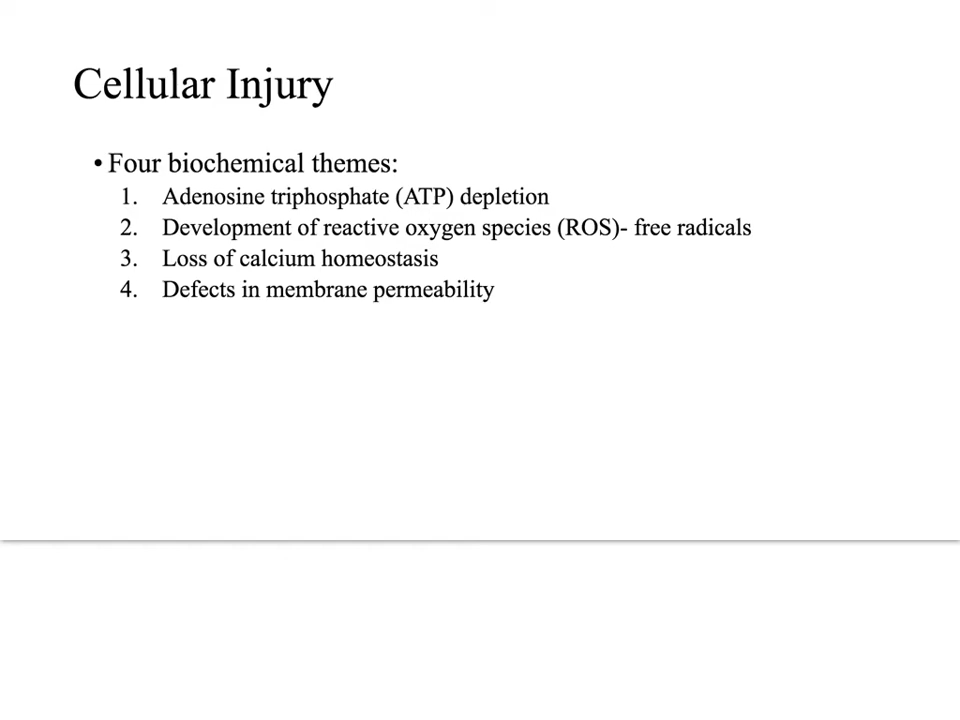 Cellular Injury
• Four biochemical themes:
1. Adenosine triphosphate (ATP) depletion
2. Development of reactive oxygen species (ROS)- free radicals
3. Loss of calcium homeostasis
4. Defects in membrane permeability